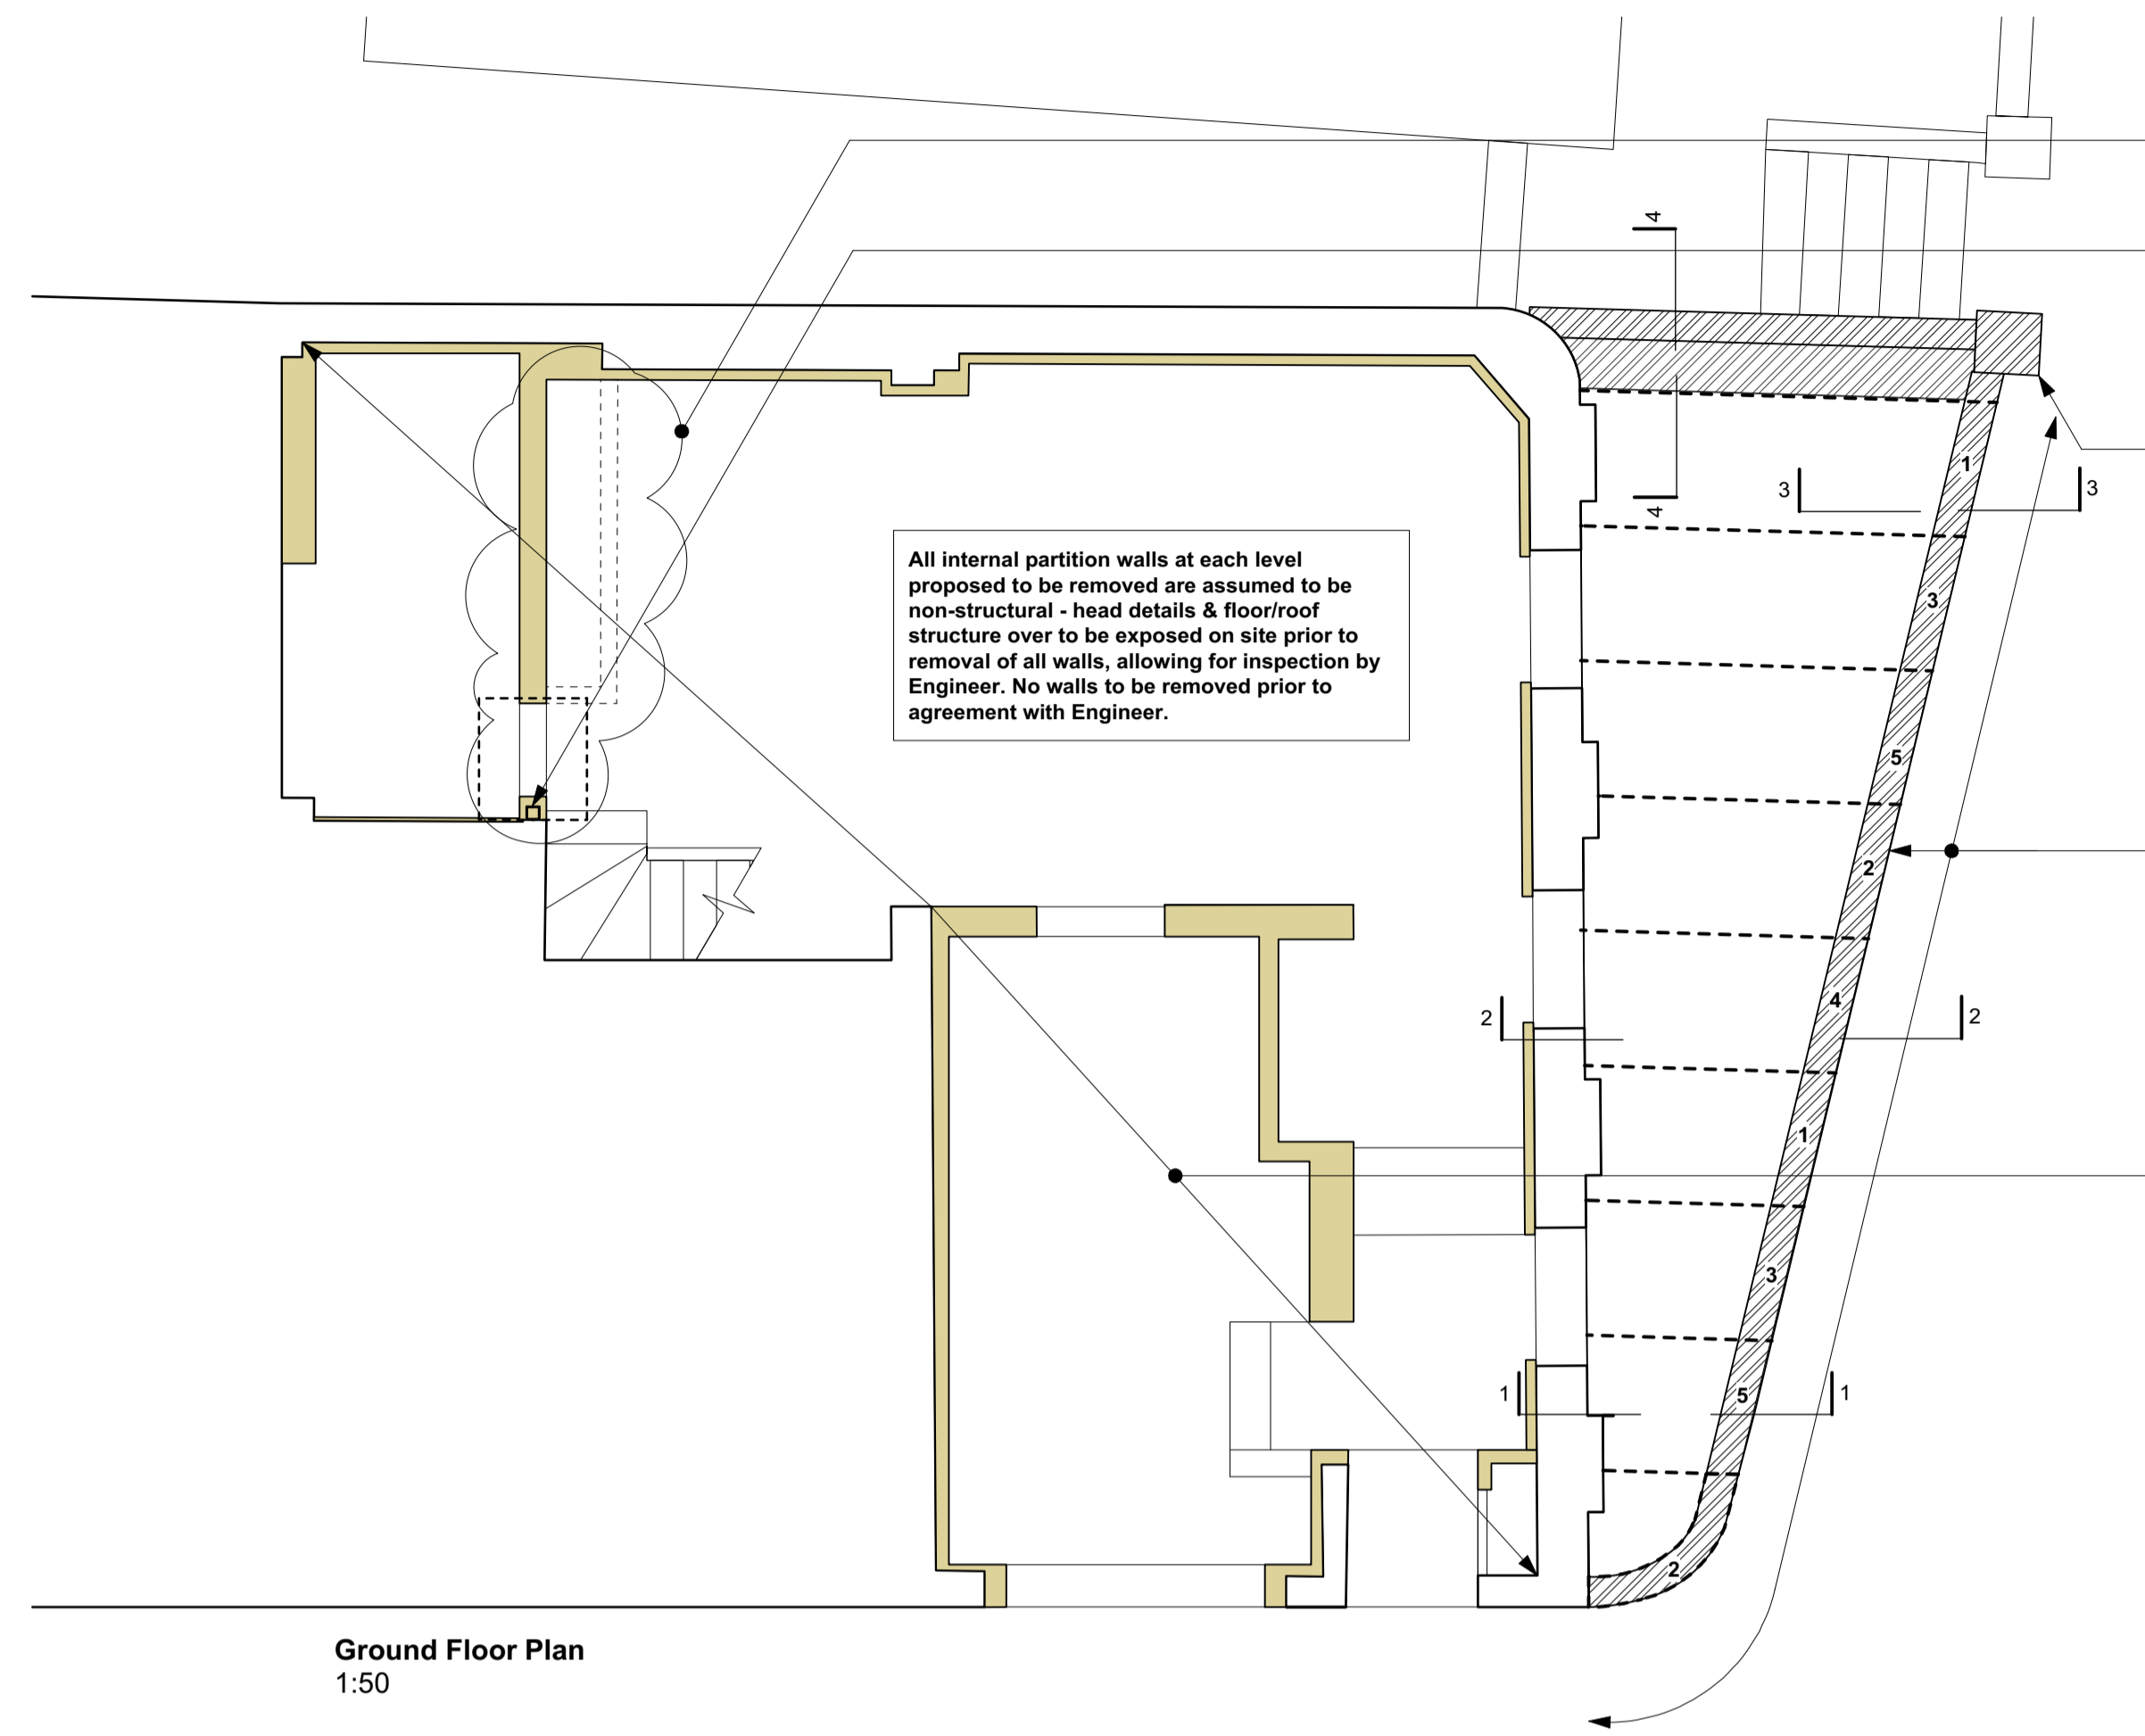 4
4
1
3
3
All internal partition walls at each level
proposed to be removed are assumed to be
non-structural - head details & floor/roof
structure over to be exposed on site prior to
removal of all walls, allowing for inspection by
Engineer. No walls to be removed prior to
agreement with Engineer.
3
5
2
4
2
2
1
3
5
1
1
2
Ground Floor Plan
1:50